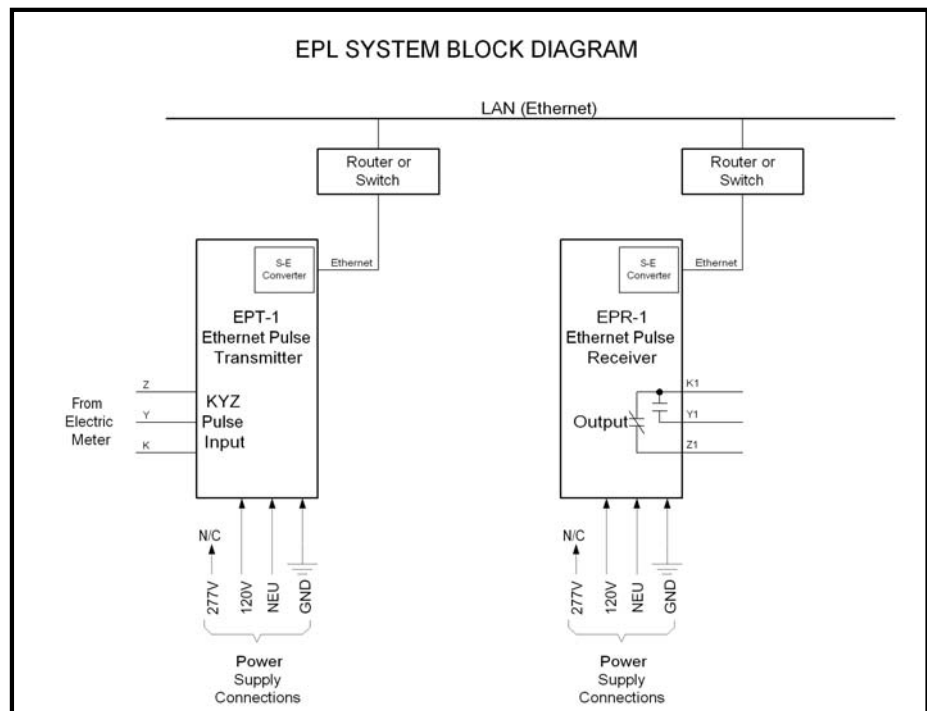 EPL SYSTEM BLOCK DIAGRAM
LAN (Ethernet)
Router or
Switch
Router or
Switch
S-E
Converter
Ethernet
EPT-1
Ethernet Pulse
Transmitter
S-E
Converter
Ethernet
EPR-1
Ethernet Pulse
Receiver
From
Electric
Meter
Z
Y
K
KYZ
Pulse
Input
Output
K1
Y1
Z1
N/C
277V
120V
NEU
GND
Power
Supply
Connections
N/C
277V
120V
NEU
GND
Power
Supply
Connections